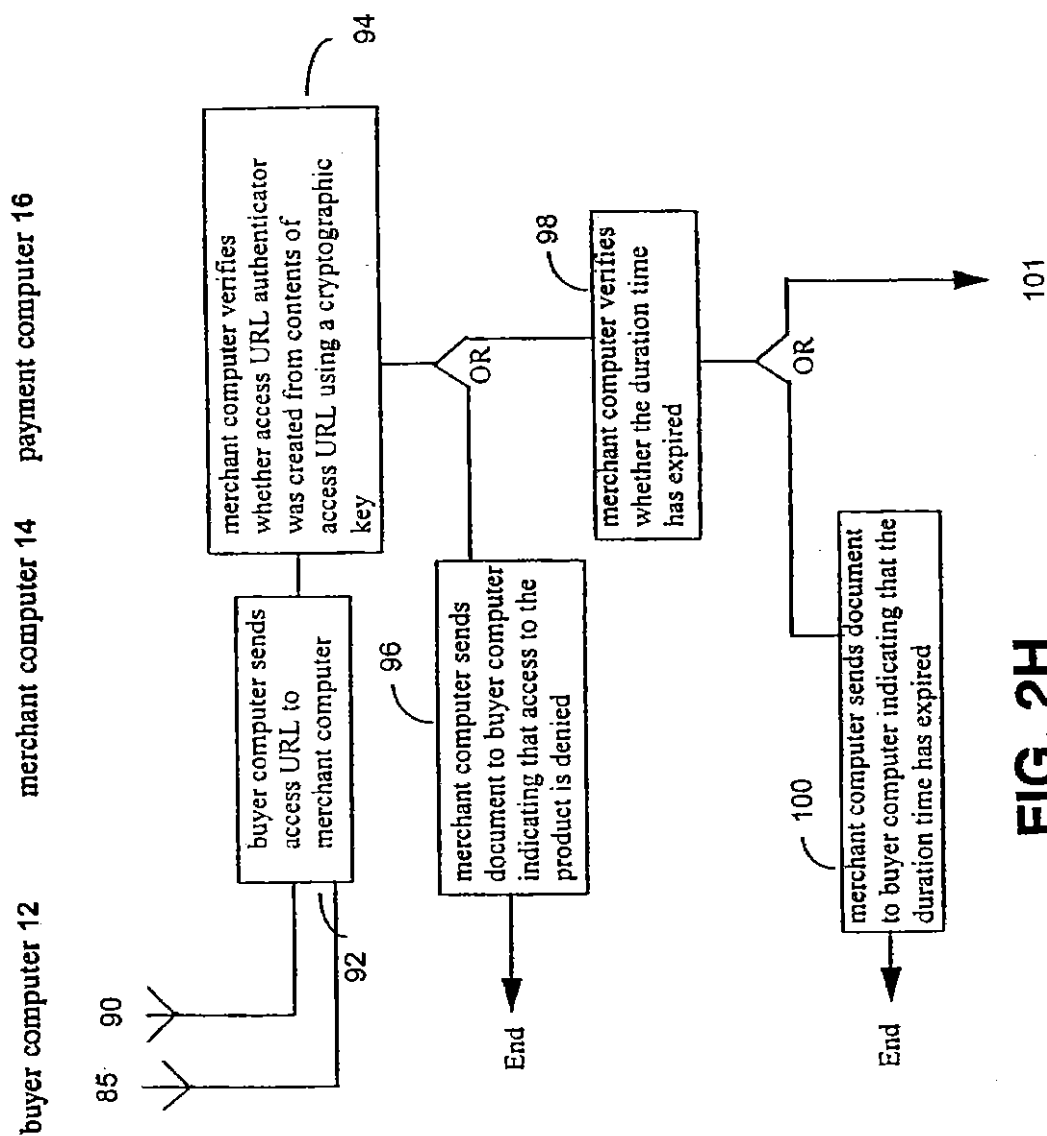 buyer computer 12
merchant computer 14
payment computer 16
85
90
92
buyer computer sends
access URL to
merchant computer
94
merchant computer verifies
whether access URL authenticator
was created from contents of
access URL using a cryptographic
key
OR
96
merchant computer sends
document to buyer computer
indicating that access to the
product is denied
End
98
merchant computer verifies
whether the duration time
has expired
OR
100
merchant computer sends document
to buyer computer indicating that the
duration time has expired
End
101
FIG. 2H